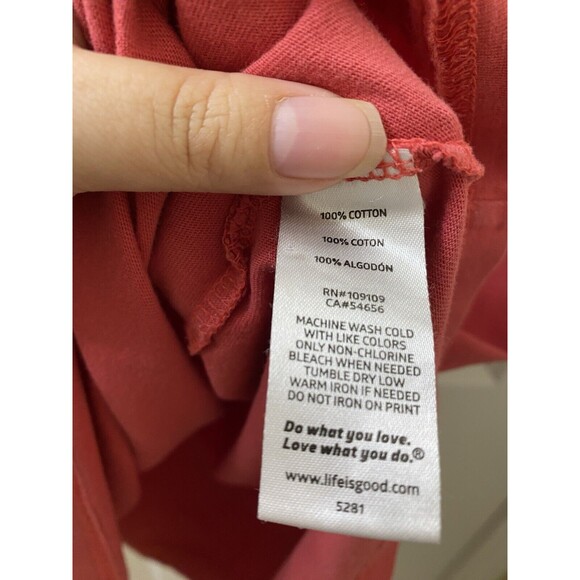 100% COTTON
100% COTON
100% ALGODÓN
RN#109109
CA#54656
MACHINE WASH COLD
WITH LIKE COLORS
ONLY NON-CHLORINE
BLEACH WHEN NEEDED
TUMBLE DRY LOW
WARM IRON IF NEEDED
DO NOT IRON ON PRINT
Do what you love.
Love what you do.®
www.lifeisgood.com
5281